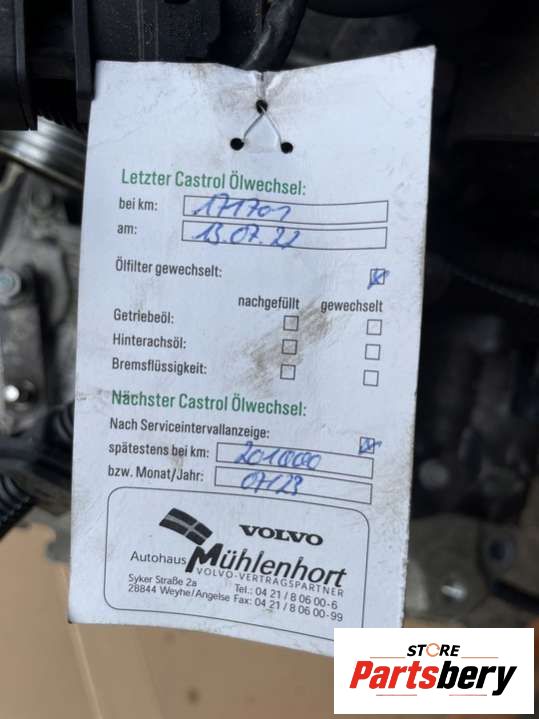 Letzter Castrol Ölwechsel:
bei km: 171701
am: 13.07.22
Ölfilter gewechselt:
nachgefüllt gewechselt
Getriebeöl:
Hinterachsöl:
Bremsflüssigkeit:
Nächster Castrol Ölwechsel:
Nach Serviceintervallanzeige:
spätestens bei km: 201000
bzw. Monat/Jahr: 07/23
VOLVO
Autohaus Mühlenhort
VOLVO-VERTRAGSPARTNER
Syker Straße 2a Tel.: 04 21 / 8 06 00-6
28844 Weyhe/Angelse Fax: 04 21 / 8 06 00-99
STORE
Partsbery